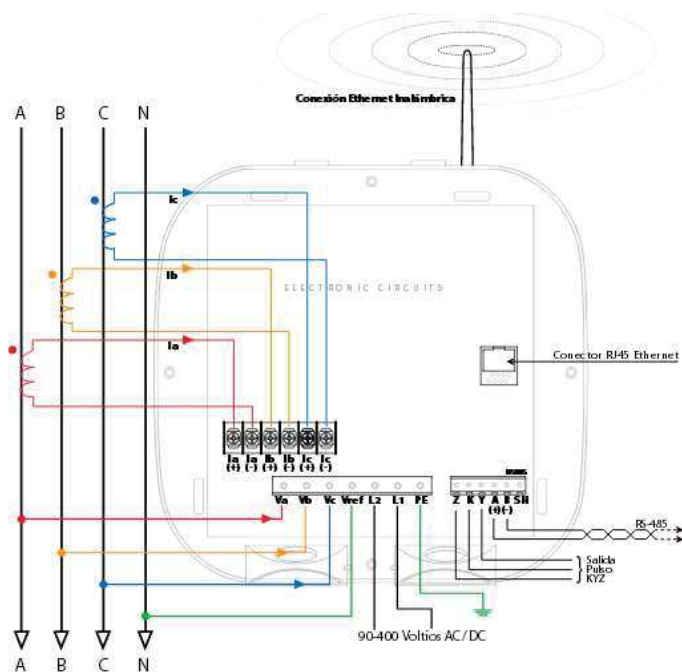 Conexión Ethernet Inalámbrica
A B C N
Ic
Ib
ELECTRONIC CIRCUITS
Ia
Conector RJ45 Ethernet
Ia Ia Ib Ib Ic Ic
(+) (-) (+) (-) (+) (-)
Va Vb Vc Vref L2 L1 PE
Z K Y A B SH
(+) (-)
RS-485
Salida
Pulso
KYZ
90-400 Voltios AC/DC
A B C N